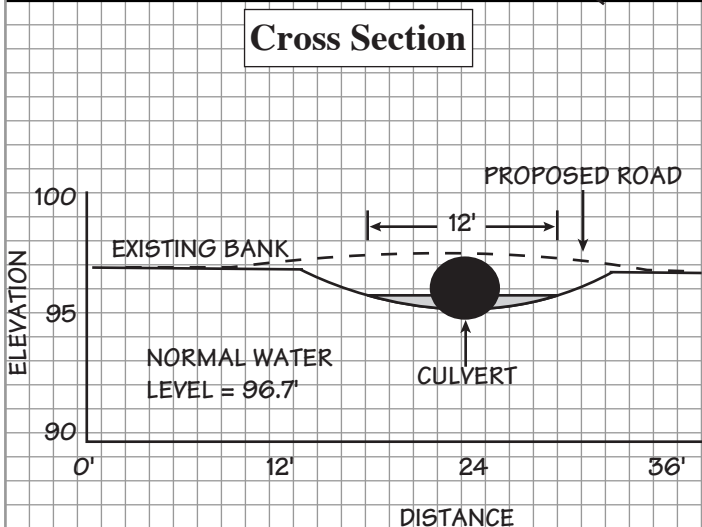 Cross Section
PROPOSED ROAD
100
12'
EXISTING BANK
ELEVATION
95
NORMAL WATER
LEVEL = 96.7'
CULVERT
90
0'
12'
24
36'
DISTANCE